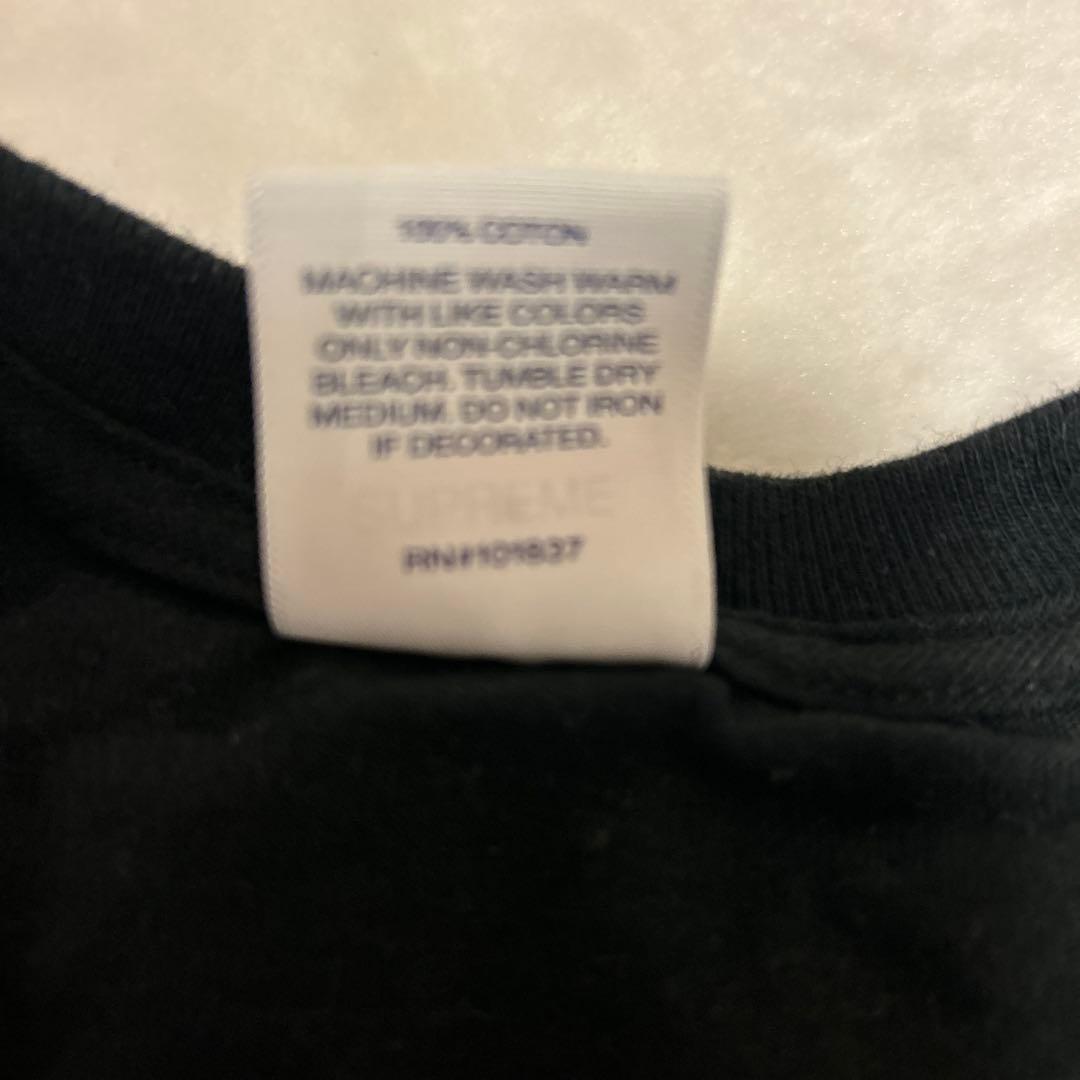 100% COTTON
MACHINE WASH WARM
WITH LIKE COLORS
ONLY NON-CHLORINE
BLEACH. TUMBLE DRY
MEDIUM. DO NOT IRON
IF DECORATED.
SUPREME
RN#101837